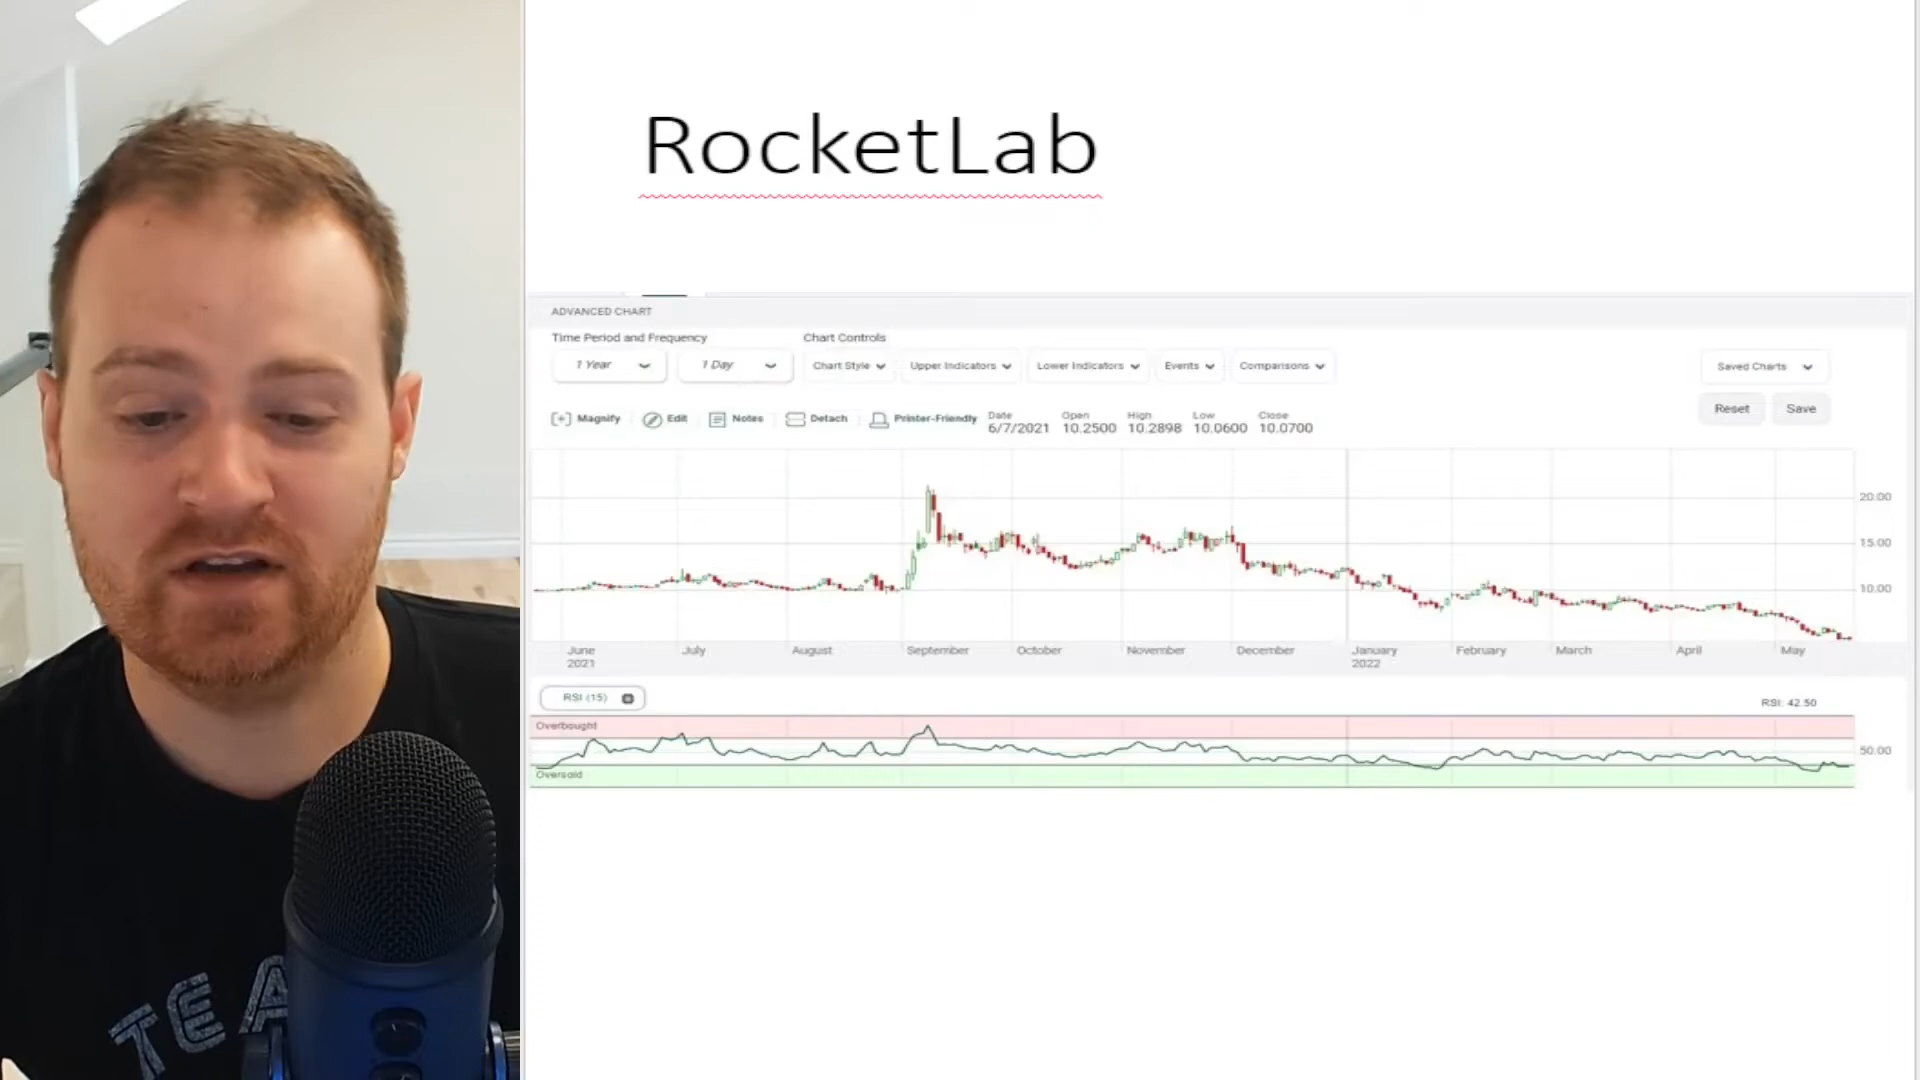 RocketLab
ADVANCED CHART
Time Period and Frequency
Chart Controls
1 Year
1 Day
Chart Style
Upper Indicators
Lower Indicators
Events
Comparisons
Saved Charts
Reset
Save
Magnify
Edit
Notes
Detach
Printer-Friendly
Date Open High Low Close
6/7/2021 10.2500 10.2898 10.0600 10.0700
20.00
15.00
10.00
June July August September October November December January February March April May
2021 2022
RSI (15)
RSI: 42.50
Overbought
50.00
Oversold
TEA